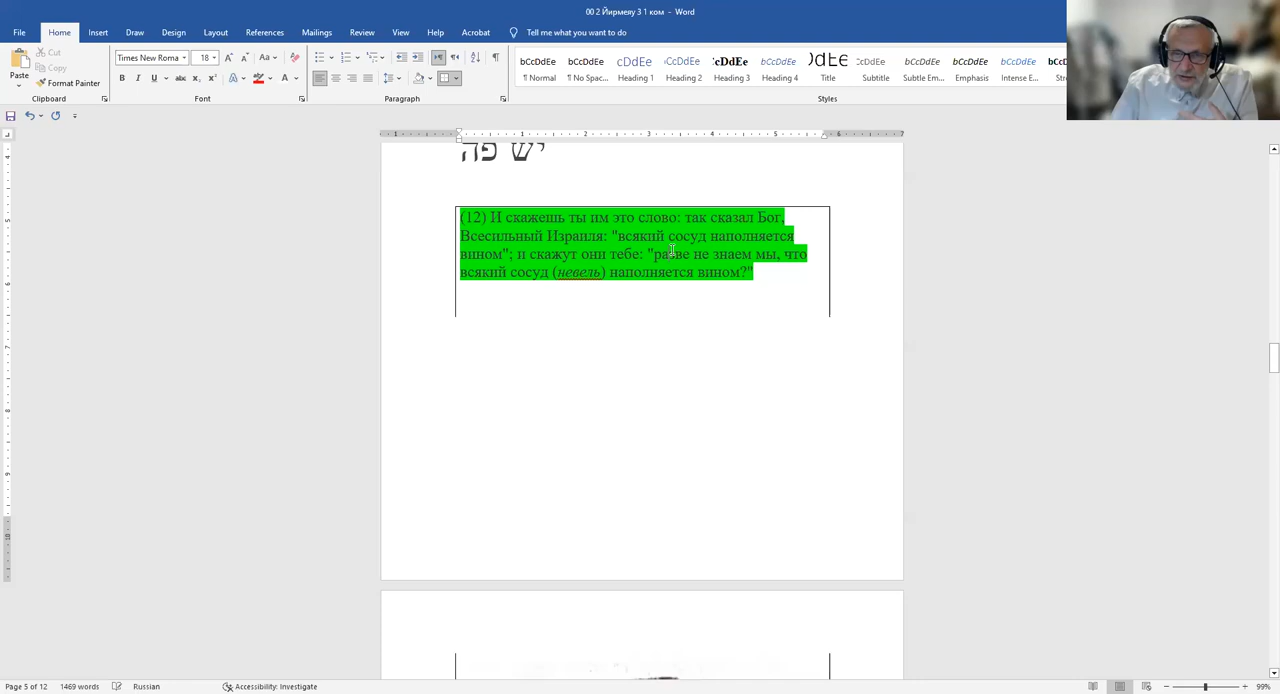 00 2 Йирмеяу 3 1 ком - Word
File Home Insert Draw Design Layout References Mailings Review View Help Acrobat Tell me what you want to do
Paste Cut Copy Format Painter
Times New Roma 18
Clipboard Font Paragraph Styles
¶ Normal ¶ No Spac... Heading 1 Heading 2 Heading 3 Heading 4 Title Subtitle Subtle Em... Emphasis Intense E...
יש פה
(12) И скажешь ты им это слово: так сказал Бог,
Всесильный Израиля: "всякий сосуд наполняется
вином"; и скажут они тебе: "разве не знаем мы, что
всякий сосуд (невель) наполняется вином?"
Page 5 of 12 1469 words Russian Accessibility: Investigate 99%